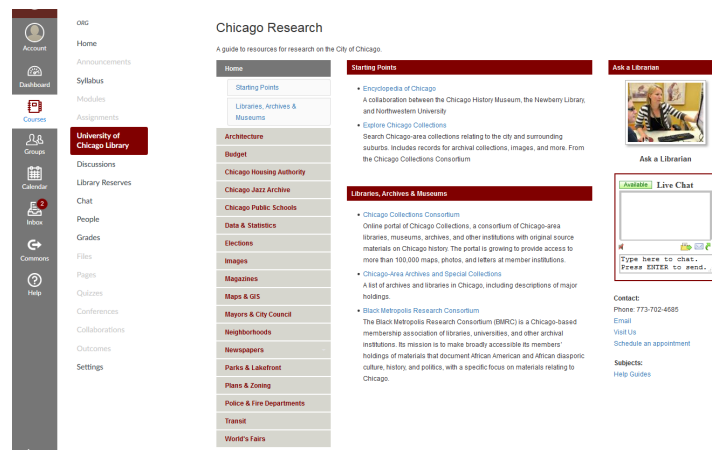 Account
Dashboard
Courses
Groups
Calendar
2
Inbox
Commons
Help
ORG
Home
Announcements
Syllabus
Modules
Assignments
University of
Chicago Library
Discussions
Library Reserves
Chat
People
Grades
Files
Pages
Quizzes
Conferences
Collaborations
Outcomes
Settings
Chicago Research
A guide to resources for research on the City of Chicago.
Home
Starting Points
Libraries, Archives &
Museums
Architecture
Budget
Chicago Housing Authority
Chicago Jazz Archive
Chicago Public Schools
Data & Statistics
Elections
Images
Magazines
Maps & GIS
Mayors & City Council
Neighborhoods
Newspapers
Parks & Lakefront
Plans & Zoning
Police & Fire Departments
Transit
World's Fairs
Starting Points
• Encyclopedia of Chicago
A collaboration between the Chicago History Museum, the Newberry Library,
and Northwestern University
• Explore Chicago Collections
Search Chicago-area collections relating to the city and surrounding
suburbs. Includes records for archival collections, images, and more. From
the Chicago Collections Consortium
Libraries, Archives & Museums
• Chicago Collections Consortium
Online portal of Chicago Collections, a consortium of Chicago-area
libraries, museums, archives, and other institutions with original source
materials on Chicago history. The portal is growing to provide access to
more than 100,000 maps, photos, and letters at member institutions.
• Chicago-Area Archives and Special Collections
A list of archives and libraries in Chicago, including descriptions of major
holdings.
• Black Metropolis Research Consortium
The Black Metropolis Research Consortium (BMRC) is a Chicago-based
membership association of libraries, universities, and other archival
institutions. Its mission is to make broadly accessible its members'
holdings of materials that document African American and African diasporic
culture, history, and politics, with a specific focus on materials relating to
Chicago.
Ask a Librarian
Ask a Librarian
Available Live Chat
Type here to chat.
Press ENTER to send.
Contact:
Phone: 773-702-4685
Email
Visit Us
Schedule an appointment
Subjects:
Help Guides